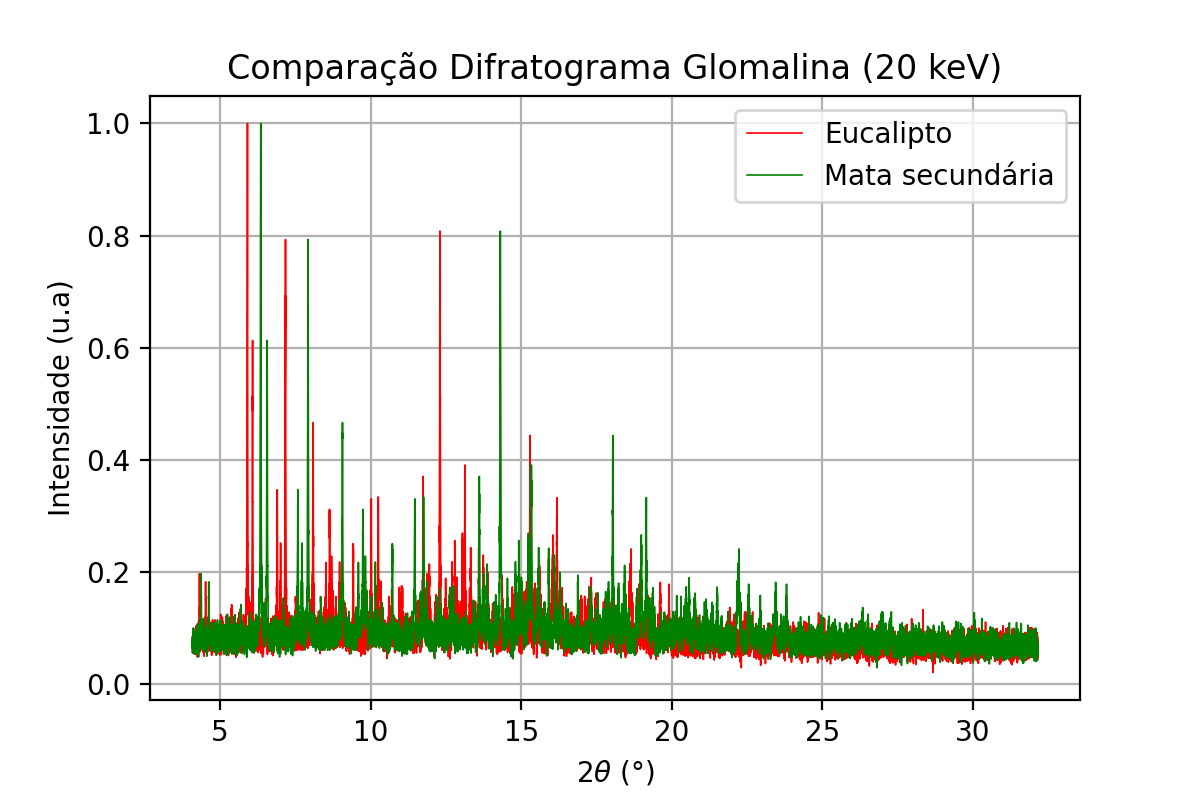 Comparação Difratograma Glomalina (20 keV)
Eucalipto
Mata secundária
Intensidade (u.a)
1.0
0.8
0.6
0.4
0.2
0.0
5 10 15 20 25 30
2θ (°)